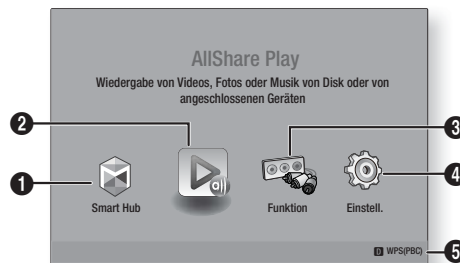 AllShare Play
Wiedergabe von Videos, Fotos oder Musik von Disk oder von
angeschlossenen Geräten
2
3
1
4
all
Smart Hub
Funktion
Einstell.
D WPS(PBC)
5